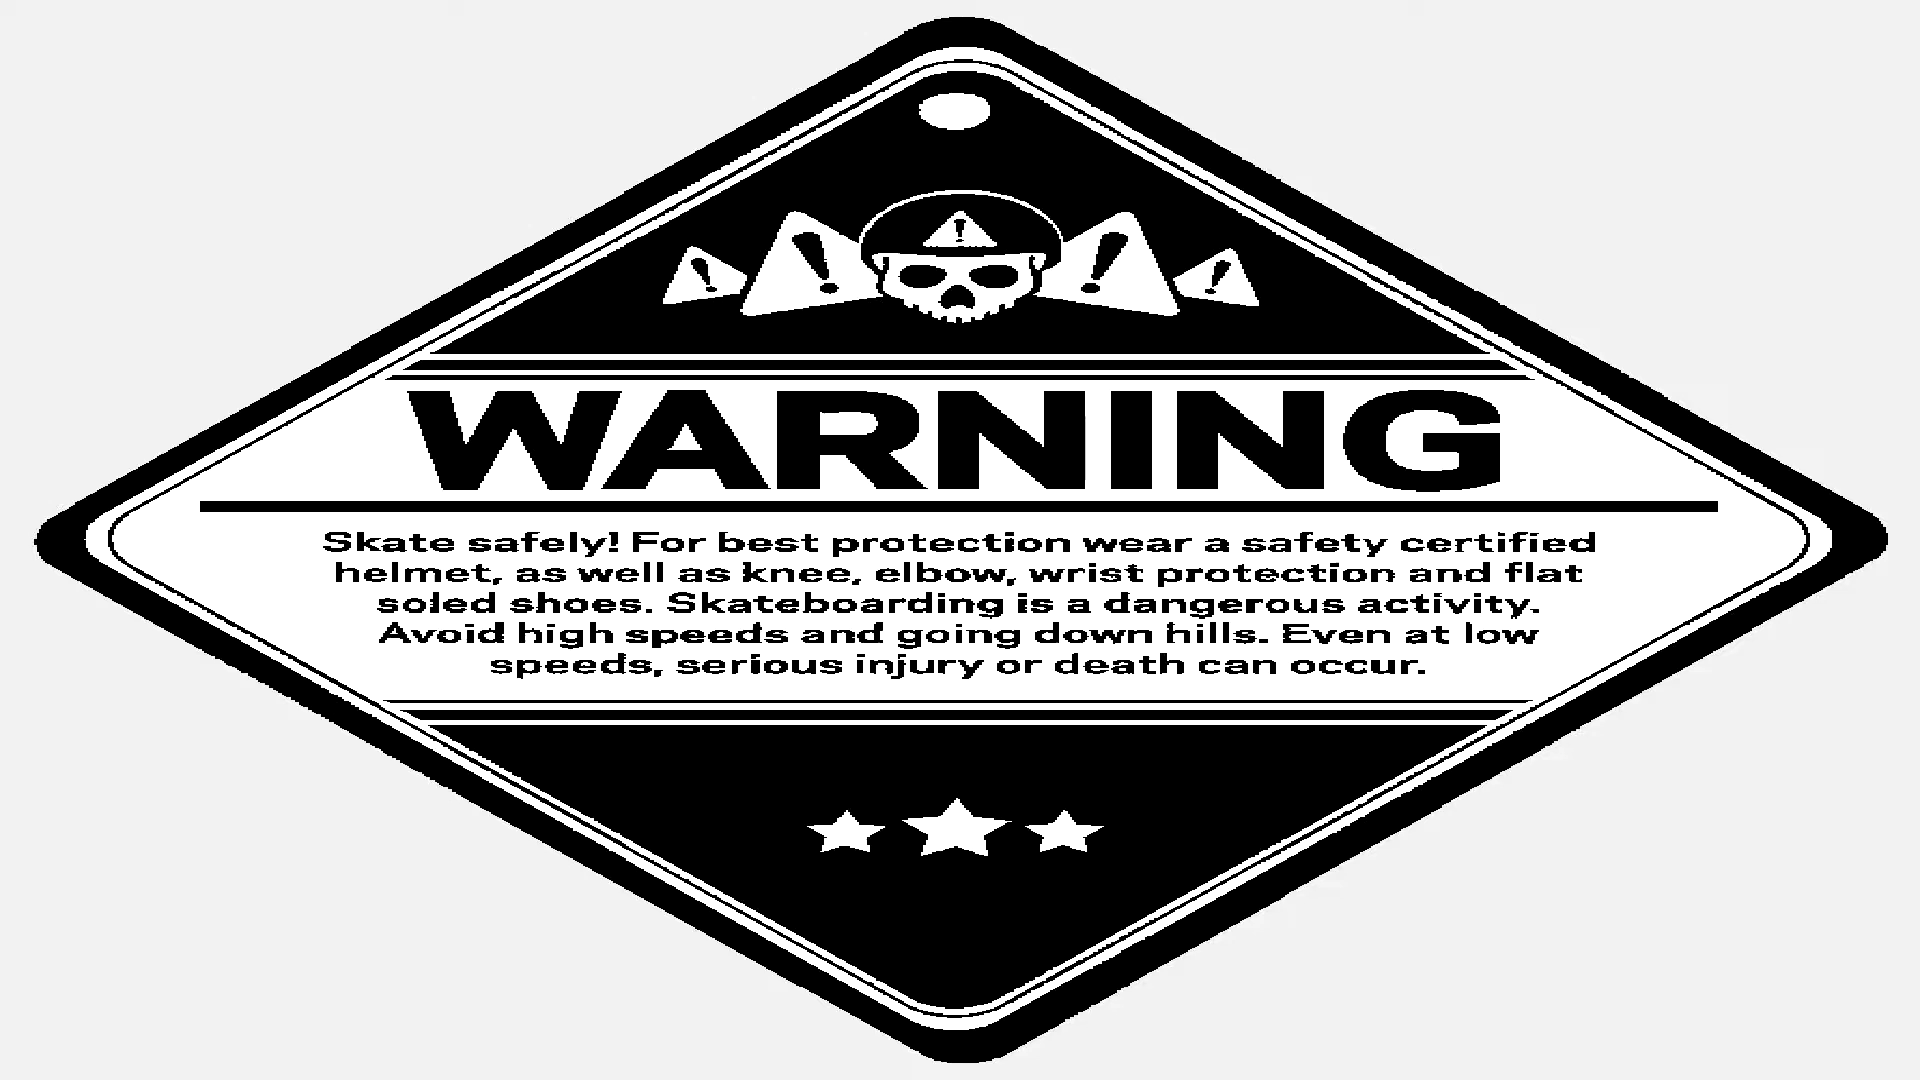 WARNING
Skate safely! For best protection wear a safety certified
helmet, as well as knee, elbow, wrist protection and flat
soled shoes. Skateboarding is a dangerous activity.
Avoid high speeds and going down hills. Even at low
speeds, serious injury or death can occur.